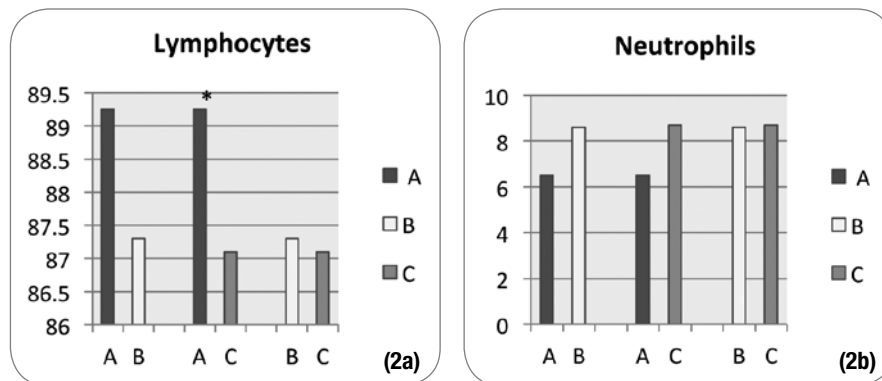 Lymphocytes
89.5
89
88.5
88
87.5
87
86.5
86
*
A B A C B C
A
B
C
(2a)
Neutrophils
10
8
6
4
2
0
A B A C B C
A
B
C
(2b)